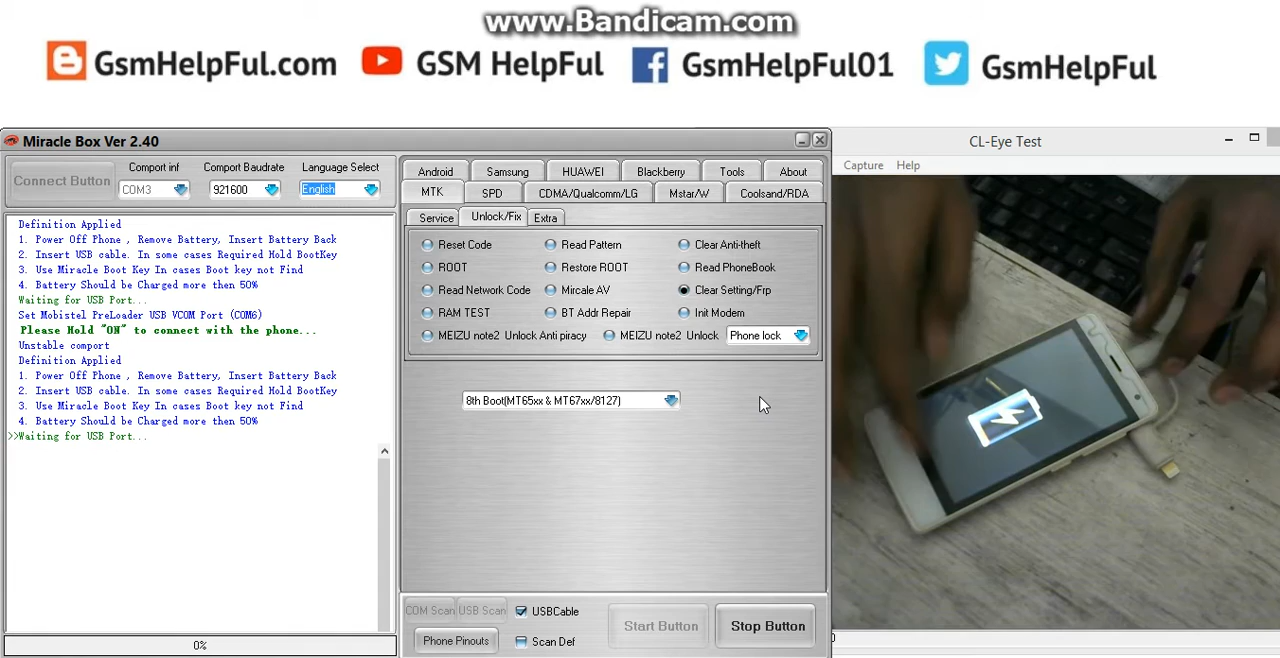 www.Bandicam.com
GsmHelpFul.com GSM HelpFul GsmHelpFul01 GsmHelpFul
Miracle Box Ver 2.40
CL-Eye Test
Capture Help
Connect Button
Comport inf Comport Baudrate Language Select
COM3 921600 English
Definition Applied
1. Power Off Phone , Remove Battery, Insert Battery Back
2. Insert USB cable. In some cases Required Hold BootKey
3. Use Miracle Boot Key In cases Boot key not Find
4. Battery Should be Charged more then 50%
Waiting for USB Port...
Set Mobistel PreLoader USB VCOM Port (COM6)
Please Hold "ON" to connect with the phone...
Unstable comport
Definition Applied
1. Power Off Phone , Remove Battery, Insert Battery Back
2. Insert USB cable. In some cases Required Hold BootKey
3. Use Miracle Boot Key In cases Boot key not Find
4. Battery Should be Charged more then 50%
>>Waiting for USB Port...
0%
Android Samsung HUAWEI Blackberry Tools About
MTK SPD CDMA/Qualcomm/LG Mstar/W Coolsand/RDA
Service Unlock/Fix Extra
Reset Code Read Pattern Clear Anti-theft
ROOT Restore ROOT Read PhoneBook
Read Network Code Mircale AV Clear Setting/Frp
RAM TEST BT Addr Repair Init Modem
MEIZU note2 Unlock Anti piracy MEIZU note2 Unlock Phone lock
8th Boot(MT65xx & MT67xx/8127)
COM Scan USB Scan USBCable
Phone Pinouts Scan Def
Start Button Stop Button